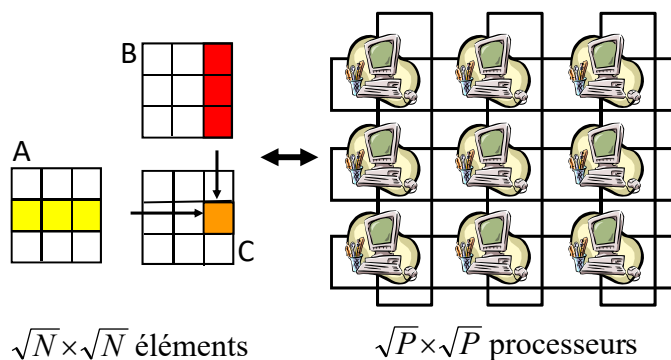 B
A
C
√N×√N éléments
√P×√P processeurs